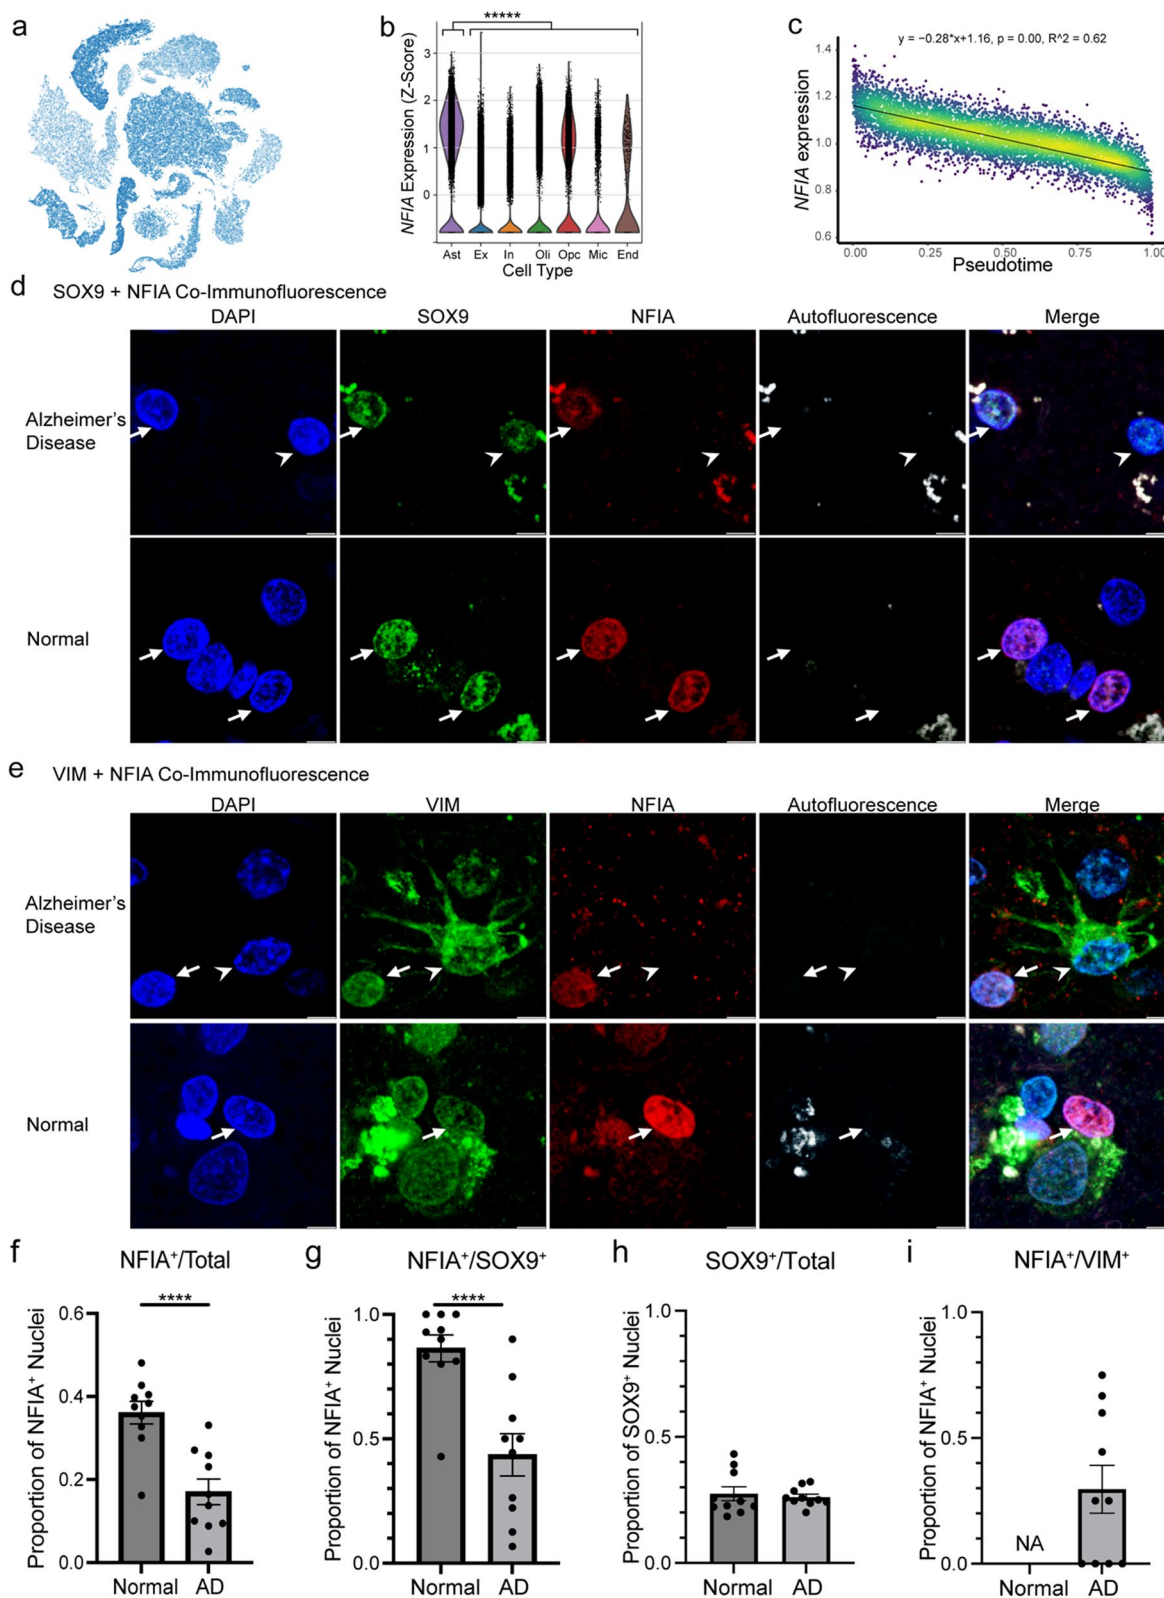 a
b
*****
NFIA Expression (Z-Score)
3
2
1
0
Ast Ex In Oli Opc Mic End
Cell Type
c
y = −0.28*x+1.16, p = 0.00, R^2 = 0.62
NFIA expression
1.4
1.2
1.0
0.8
0.6
0.00 0.25 0.50 0.75 1.00
Pseudotime
d SOX9 + NFIA Co-Immunofluorescence
DAPI SOX9 NFIA Autofluorescence Merge
Alzheimer's
Disease
Normal
e VIM + NFIA Co-Immunofluorescence
DAPI VIM NFIA Autofluorescence Merge
Alzheimer's
Disease
Normal
f NFIA⁺/Total
****
Proportion of NFIA⁺ Nuclei
0.6
0.4
0.2
0.0
Normal AD
g NFIA⁺/SOX9⁺
****
Proportion of NFIA⁺ Nuclei
1.0
0.5
0.0
Normal AD
h SOX9⁺/Total
Proportion of SOX9⁺ Nuclei
1.0
0.5
0.0
Normal AD
i NFIA⁺/VIM⁺
Proportion of NFIA⁺ Nuclei
1.0
0.5
0.0
NA
Normal AD